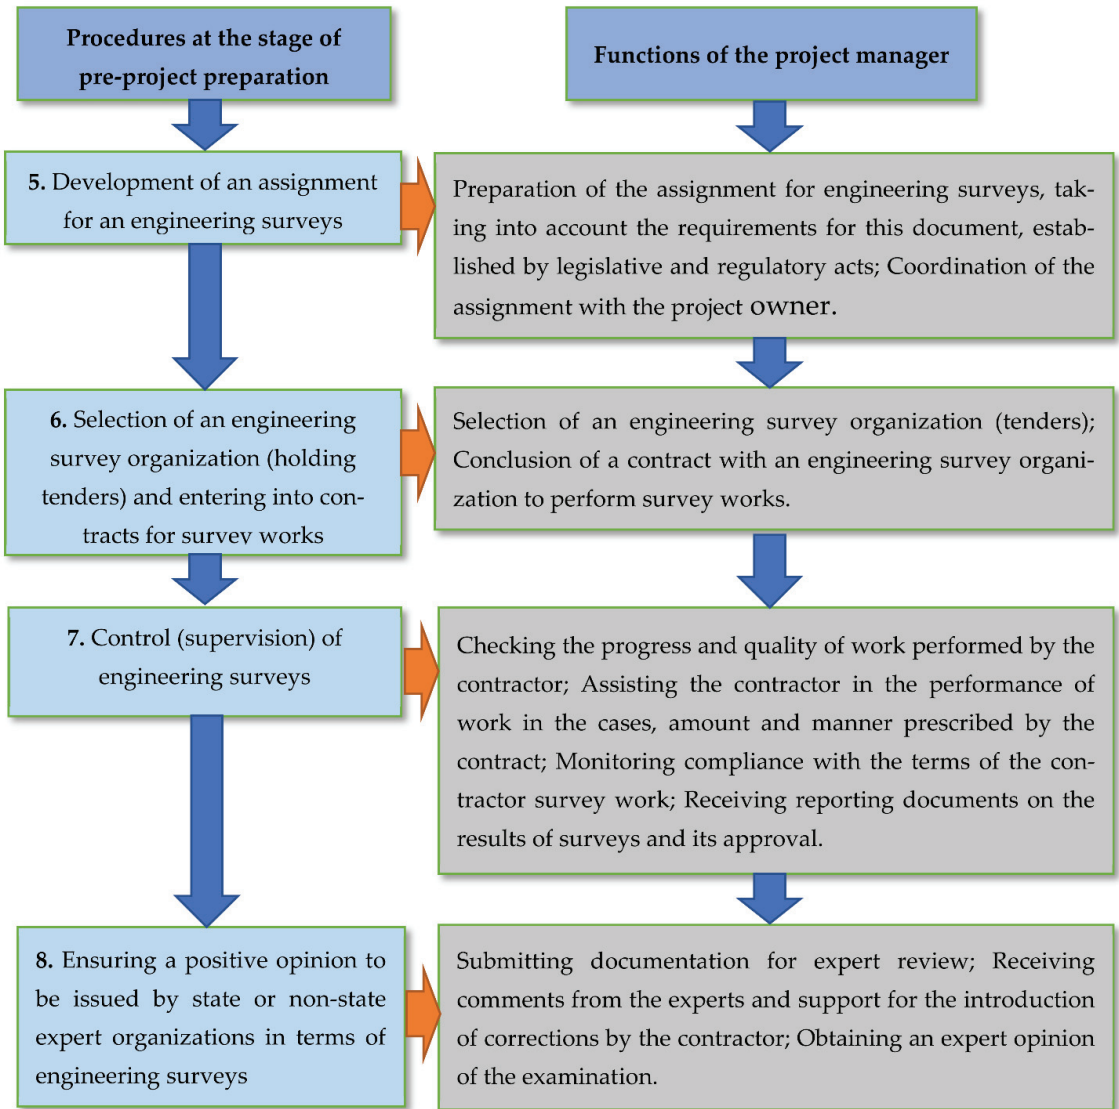 Procedures at the stage of
pre-project preparation
Functions of the project manager
5. Development of an assignment
for an engineering surveys
Preparation of the assignment for engineering surveys, tak-
ing into account the requirements for this document, estab-
lished by legislative and regulatory acts; Coordination of the
assignment with the project owner.
6. Selection of an engineering
survey organization (holding
tenders) and entering into con-
tracts for survey works
Selection of an engineering survey organization (tenders);
Conclusion of a contract with an engineering survey organi-
zation to perform survey works.
7. Control (supervision) of
engineering surveys
Checking the progress and quality of work performed by the
contractor; Assisting the contractor in the performance of
work in the cases, amount and manner prescribed by the
contract; Monitoring compliance with the terms of the con-
tractor survey work; Receiving reporting documents on the
results of surveys and its approval.
8. Ensuring a positive opinion to
be issued by state or non-state
expert organizations in terms of
engineering surveys
Submitting documentation for expert review; Receiving
comments from the experts and support for the introduction
of corrections by the contractor; Obtaining an expert opinion
of the examination.